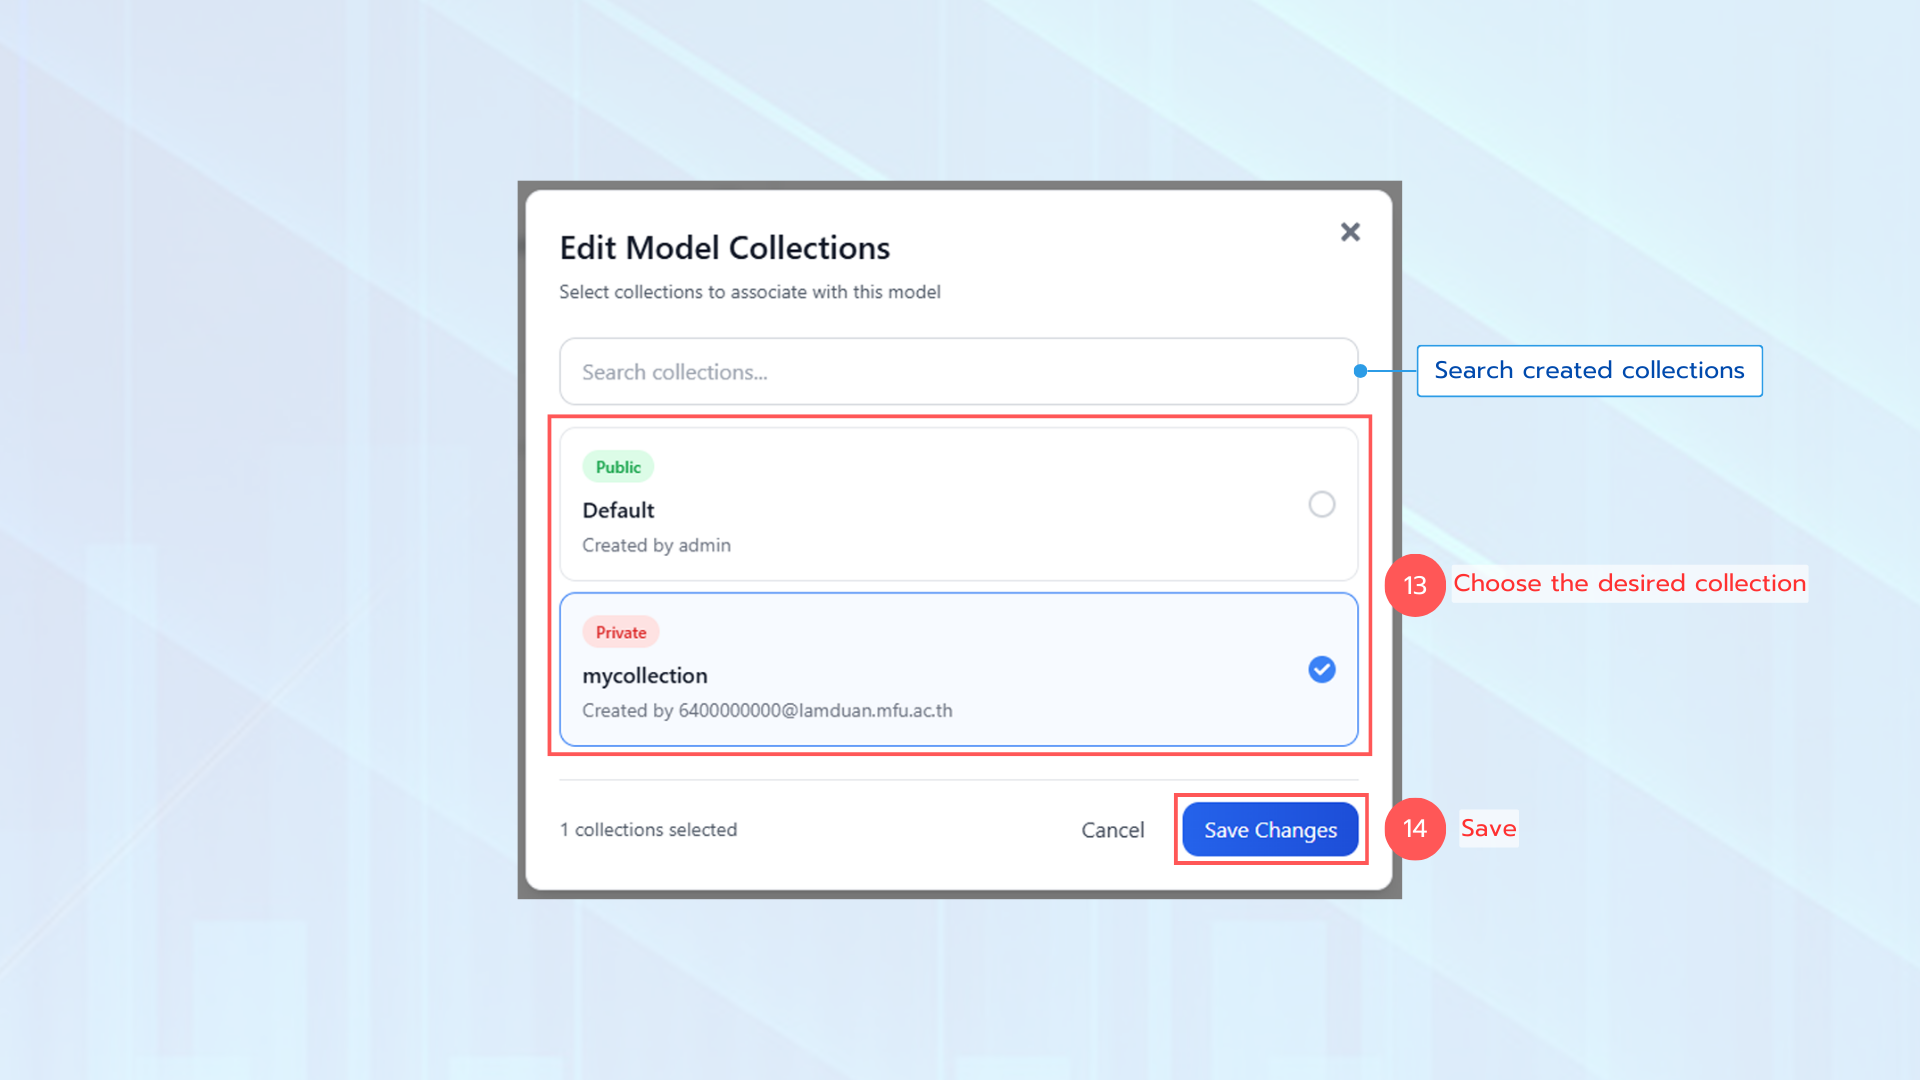 Edit Model Collections
Select collections to associate with this model
Search collections...
Search created collections
Public
Default
Created by admin
13 Choose the desired collection
Private
mycollection
Created by 6400000000@lamduan.mfu.ac.th
1 collections selected
Cancel
Save Changes
14 Save